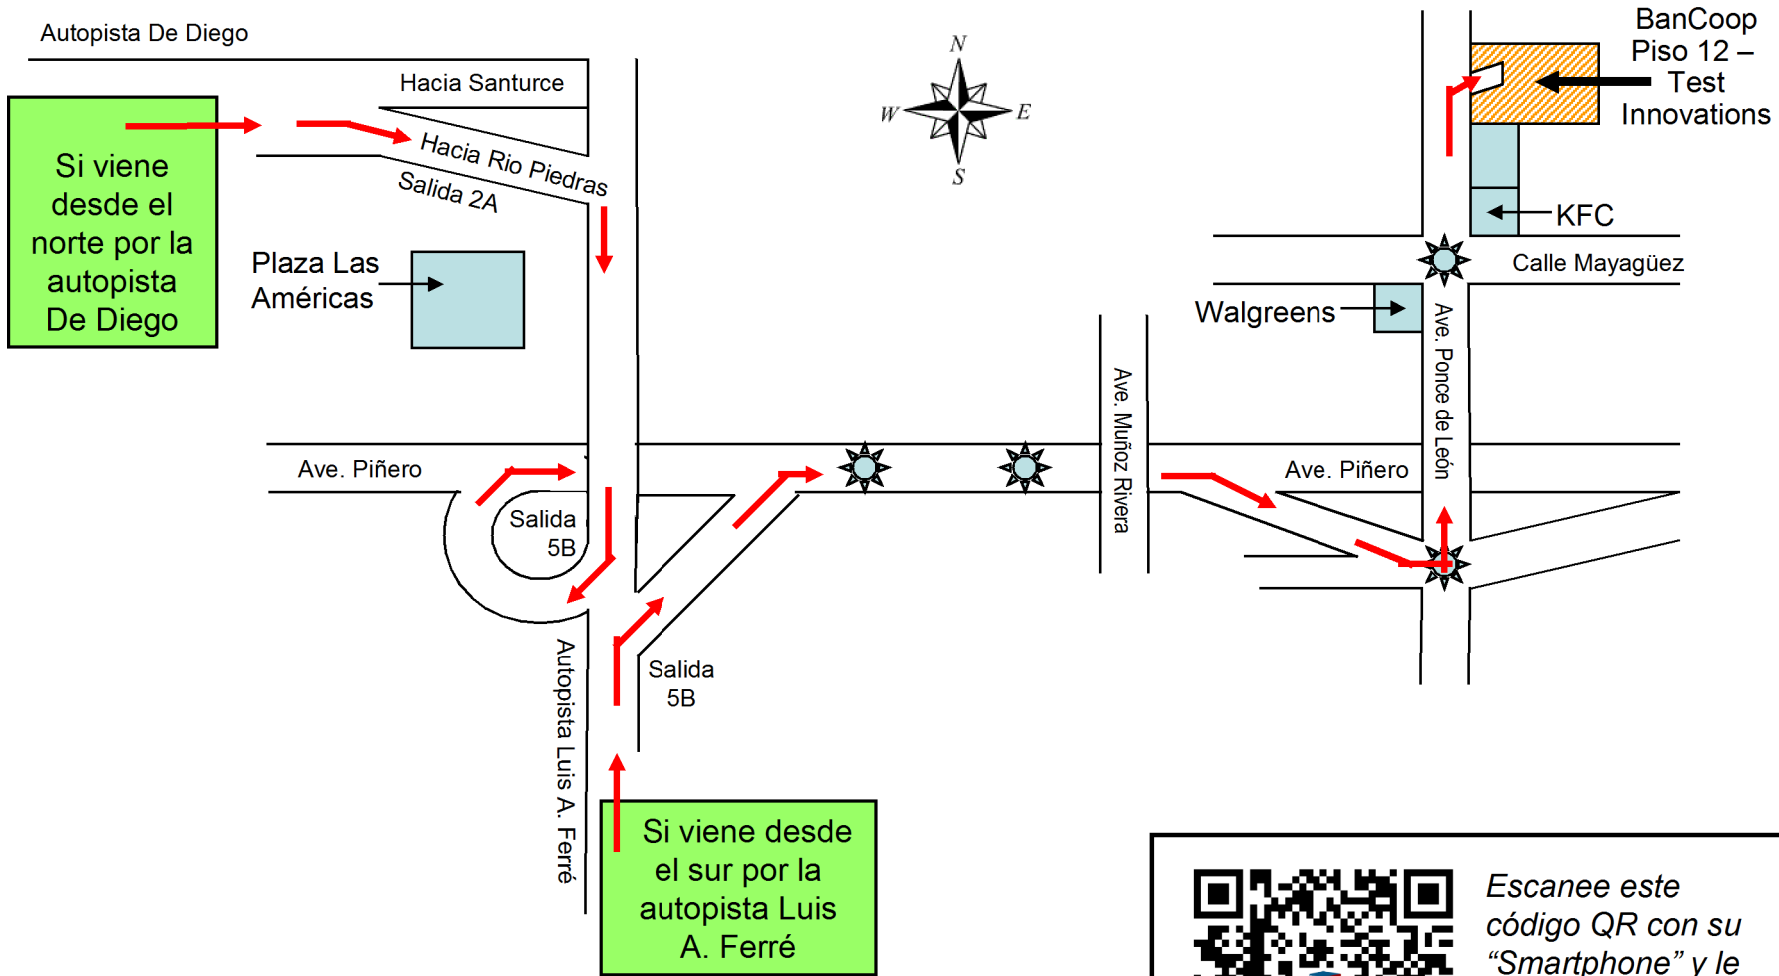 Autopista De Diego
Hacia Santurce
Hacia Rio Piedras
Salida 2A
Si viene
desde el
norte por la
autopista
De Diego
Plaza Las
Américas
N
W
E
S
BanCoop
Piso 12 –
Test
Innovations
KFC
Calle Mayagüez
Walgreens
Ave. Ponce de León
Ave. Muñoz Rivera
Ave. Piñero
Ave. Piñero
Salida
5B
Salida
5B
Autopista Luis A. Ferré
Si viene desde
el sur por la
autopista Luis
A. Ferré
Escanee este
código QR con su
“Smartphone” y le